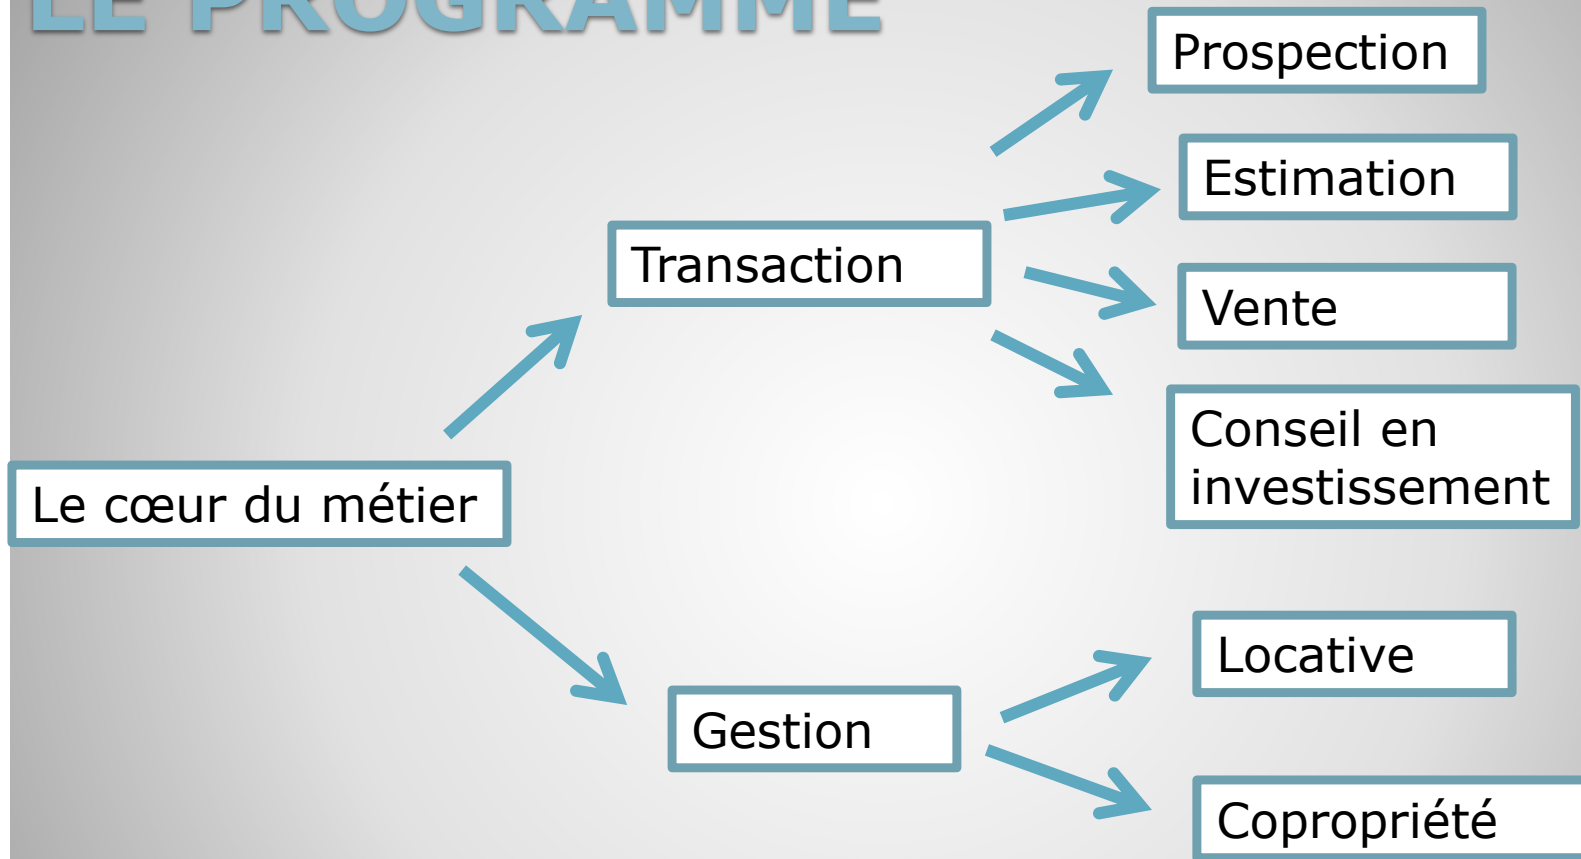 LE PROGRAMME
Prospection
Estimation
Transaction
Vente
Conseil en
investissement
Le cœur du métier
Locative
Gestion
Copropriété